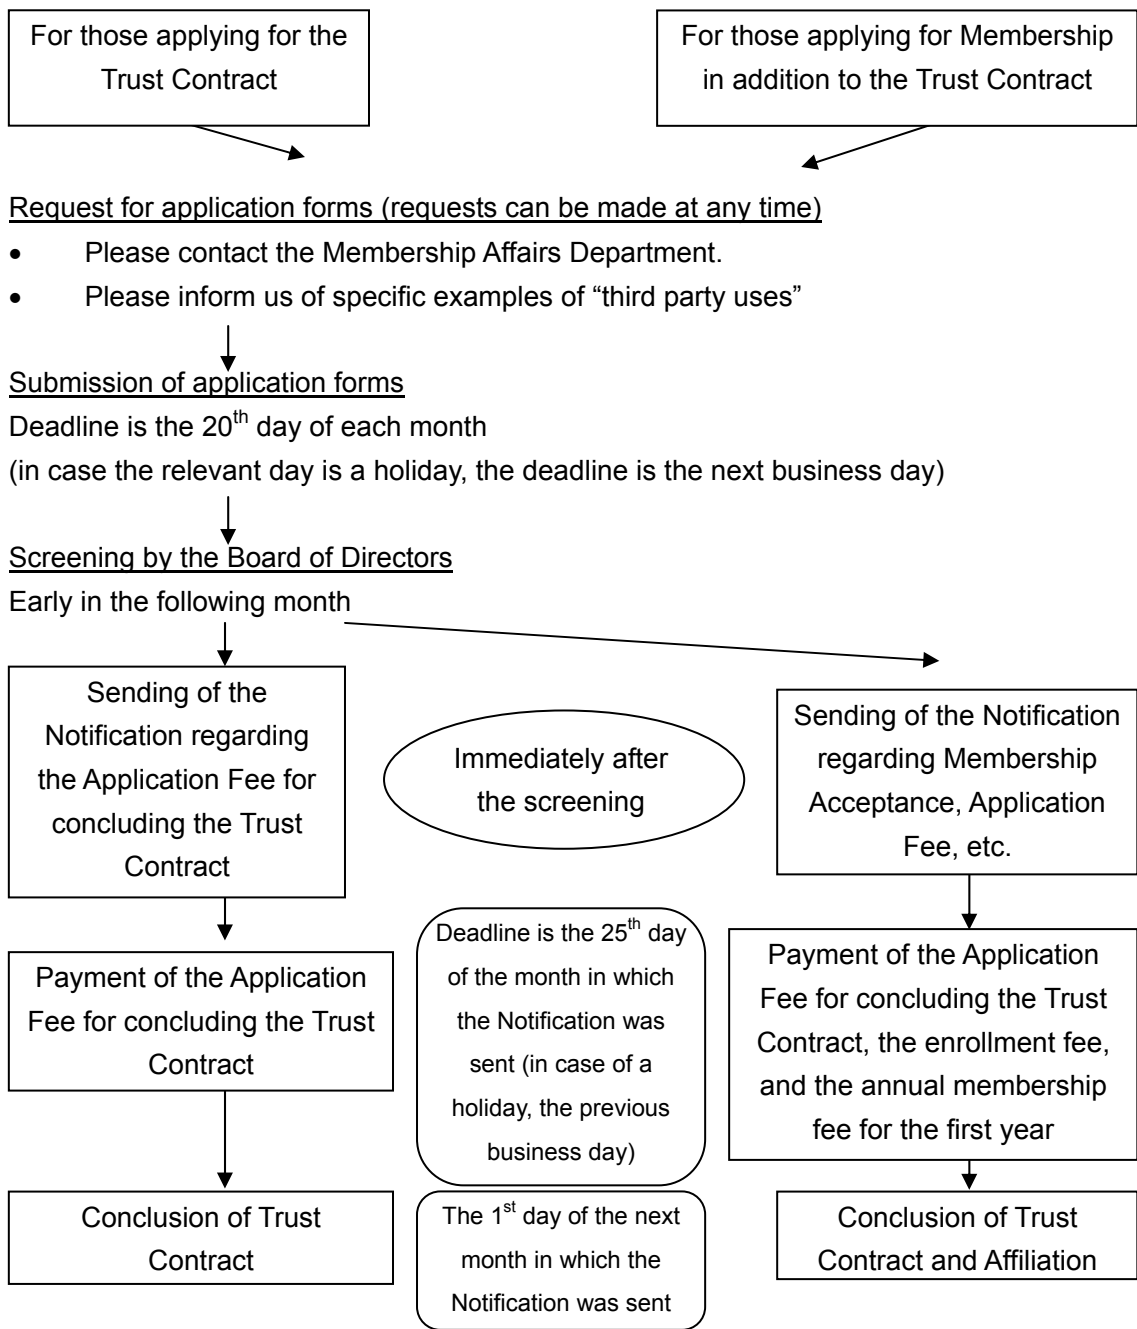 For those applying for the
Trust Contract
For those applying for Membership
in addition to the Trust Contract
Request for application forms (requests can be made at any time)
• Please contact the Membership Affairs Department.
• Please inform us of specific examples of “third party uses”
Submission of application forms
Deadline is the 20th day of each month
(in case the relevant day is a holiday, the deadline is the next business day)
Screening by the Board of Directors
Early in the following month
Sending of the
Notification regarding
the Application Fee for
concluding the Trust
Contract
Immediately after
the screening
Sending of the Notification
regarding Membership
Acceptance, Application
Fee, etc.
Payment of the Application
Fee for concluding the Trust
Contract
Deadline is the 25th day
of the month in which
the Notification was
sent (in case of a
holiday, the previous
business day)
Payment of the Application
Fee for concluding the Trust
Contract, the enrollment fee,
and the annual membership
fee for the first year
Conclusion of Trust
Contract
The 1st day of the next
month in which the
Notification was sent
Conclusion of Trust
Contract and Affiliation